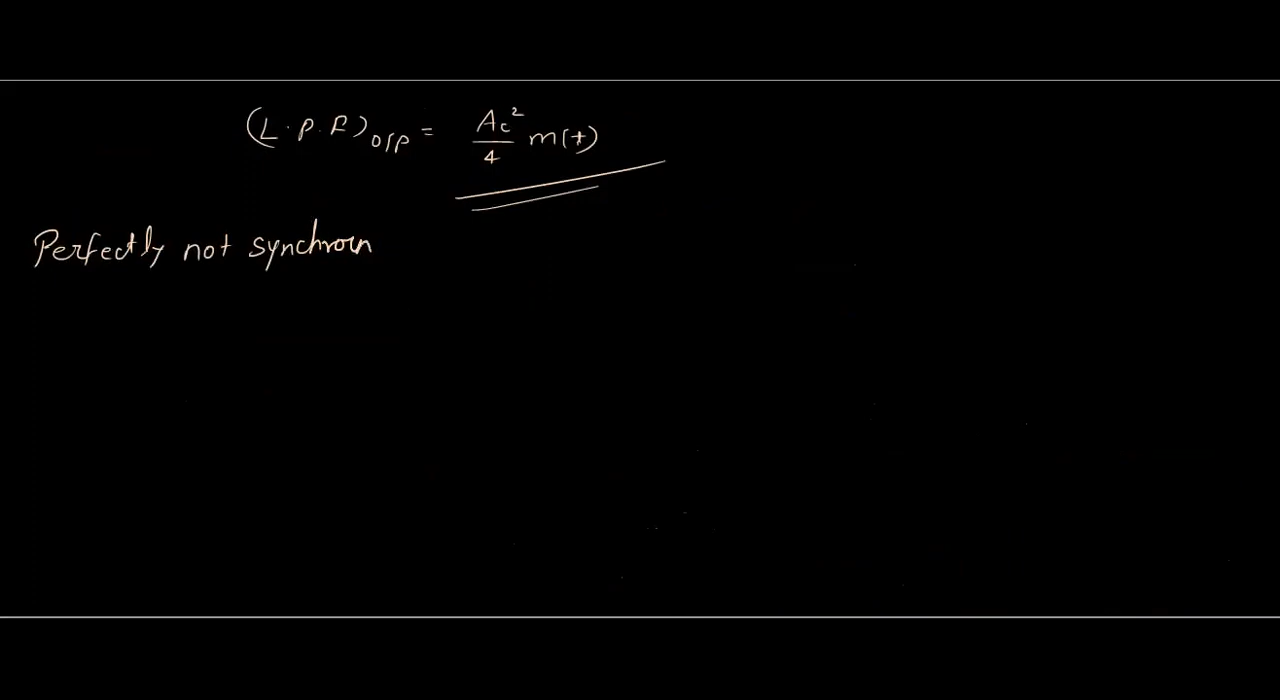 (L.P.F)o/p = Ac²/4 m(t)
Perfectly not synchron